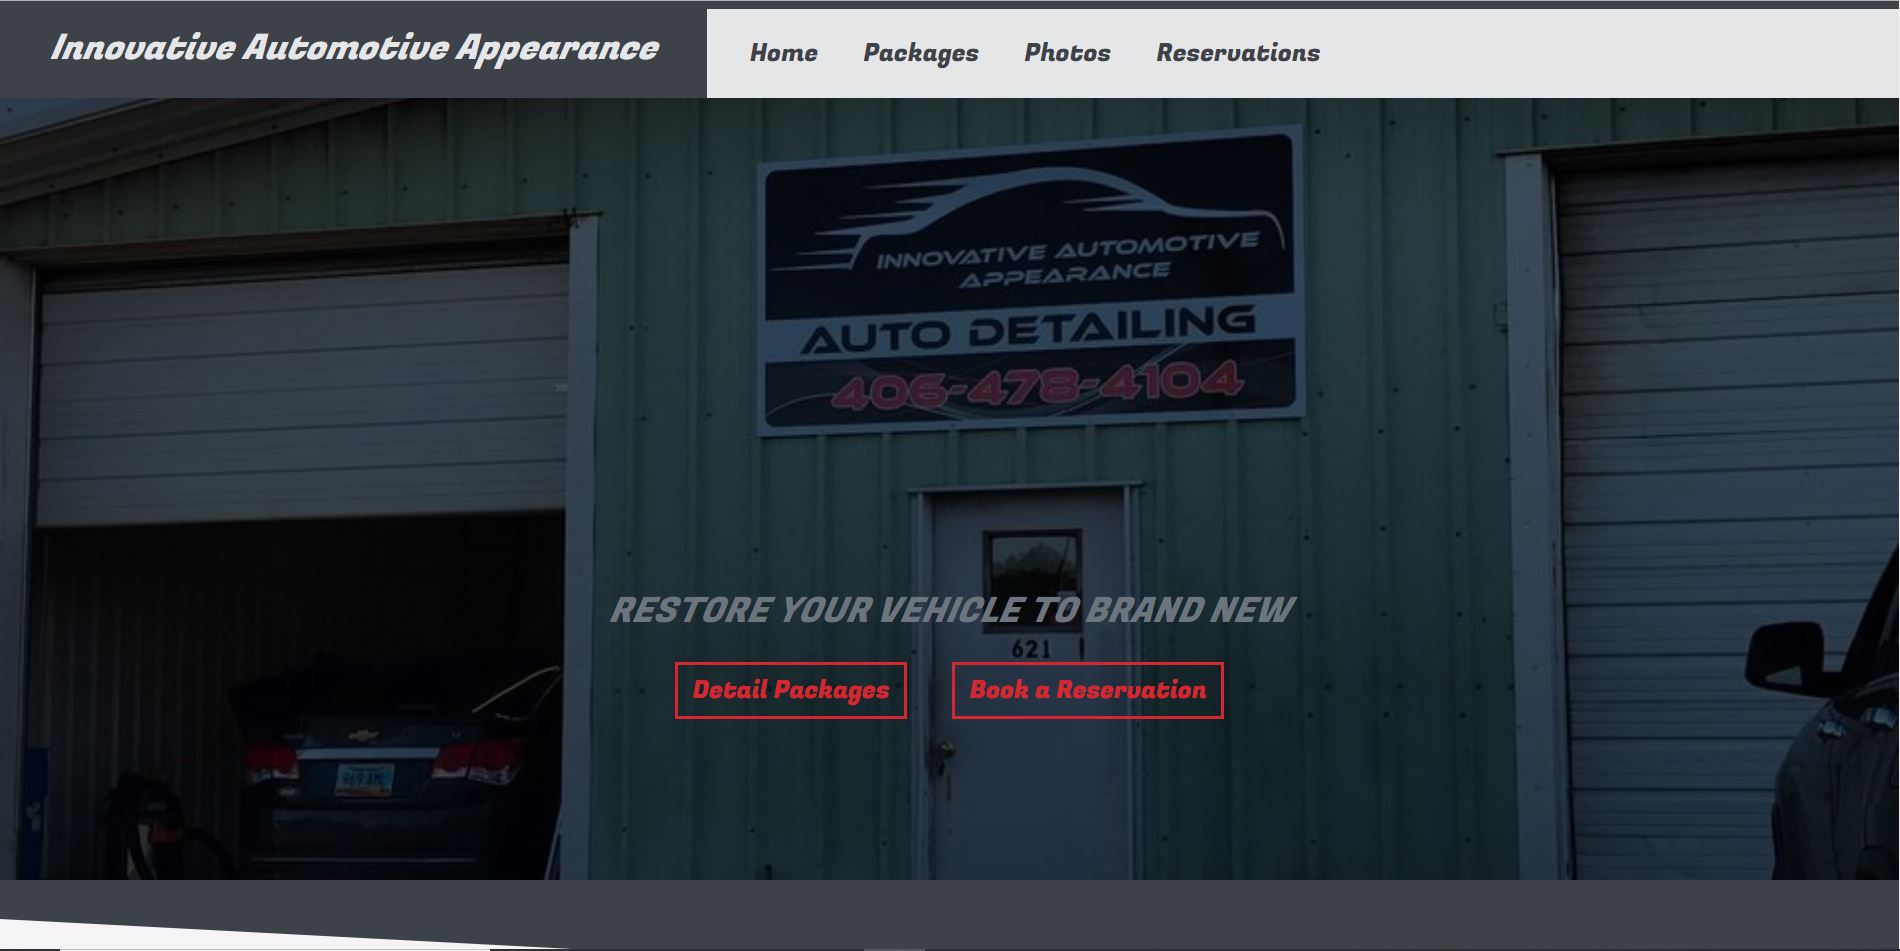 Innovative Automotive Appearance
Home Packages Photos Reservations
INNOVATIVE AUTOMOTIVE
APPEARANCE
AUTO DETAILING
406-478-4104
RESTORE YOUR VEHICLE TO BRAND NEW
621
Detail Packages Book a Reservation